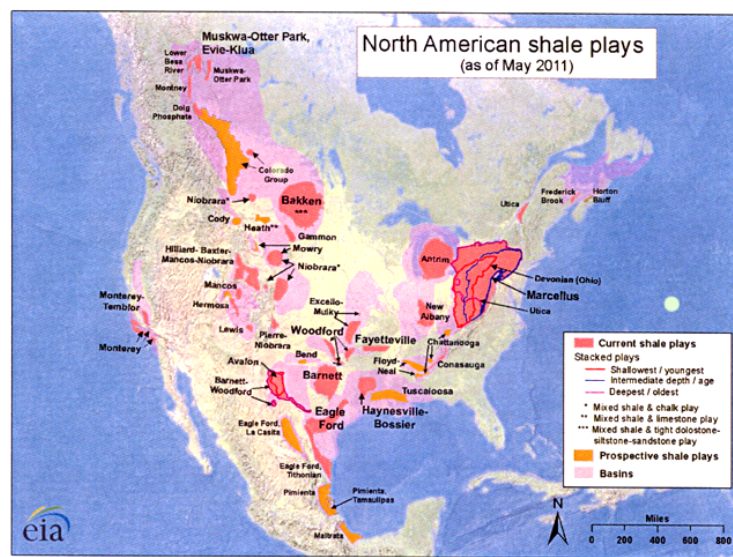 North American shale plays
(as of May 2011)
Muskwa-Otter Park,
Evie-Klua
Lower
Besa
River
Muskwa-
Otter Park
Montney
Doig
Phosphate
Colorado
Group
Niobrara*
Bakken
***
Cody
Heath**
Gammon
Mowry
Hilliard-Baxter-
Mancos-Niobrara
Niobrara*
Antrim
Utica
Frederick
Brook
Horton
Bluff
Devonian (Ohio)
Marcellus
Utica
Monterey-
Temblor
Mancos
Hermosa
Excello-
Mulky
New
Albany
Monterey
Lewis
Pierre-
Niobrara
Woodford
Fayetteville
Chattanooga
Avalon
Bend
Floyd-
Neal
Conasauga
Barnett-
Woodford
Barnett
Tuscaloosa
Eagle
Ford
Haynesville-
Bossier
Eagle Ford,
La Casita
Eagle Ford,
Tithonian
Pimienta
Pimienta,
Tamaulipas
Maltrata
Current shale plays
Stacked plays
Shallowest / youngest
Intermediate depth / age
Deepest / oldest
* Mixed shale & chalk play
** Mixed shale & limestone play
*** Mixed shale & tight dolostone-
siltstone-sandstone play
Prospective shale plays
Basins
N
Miles
0 200 400 600 800
eia